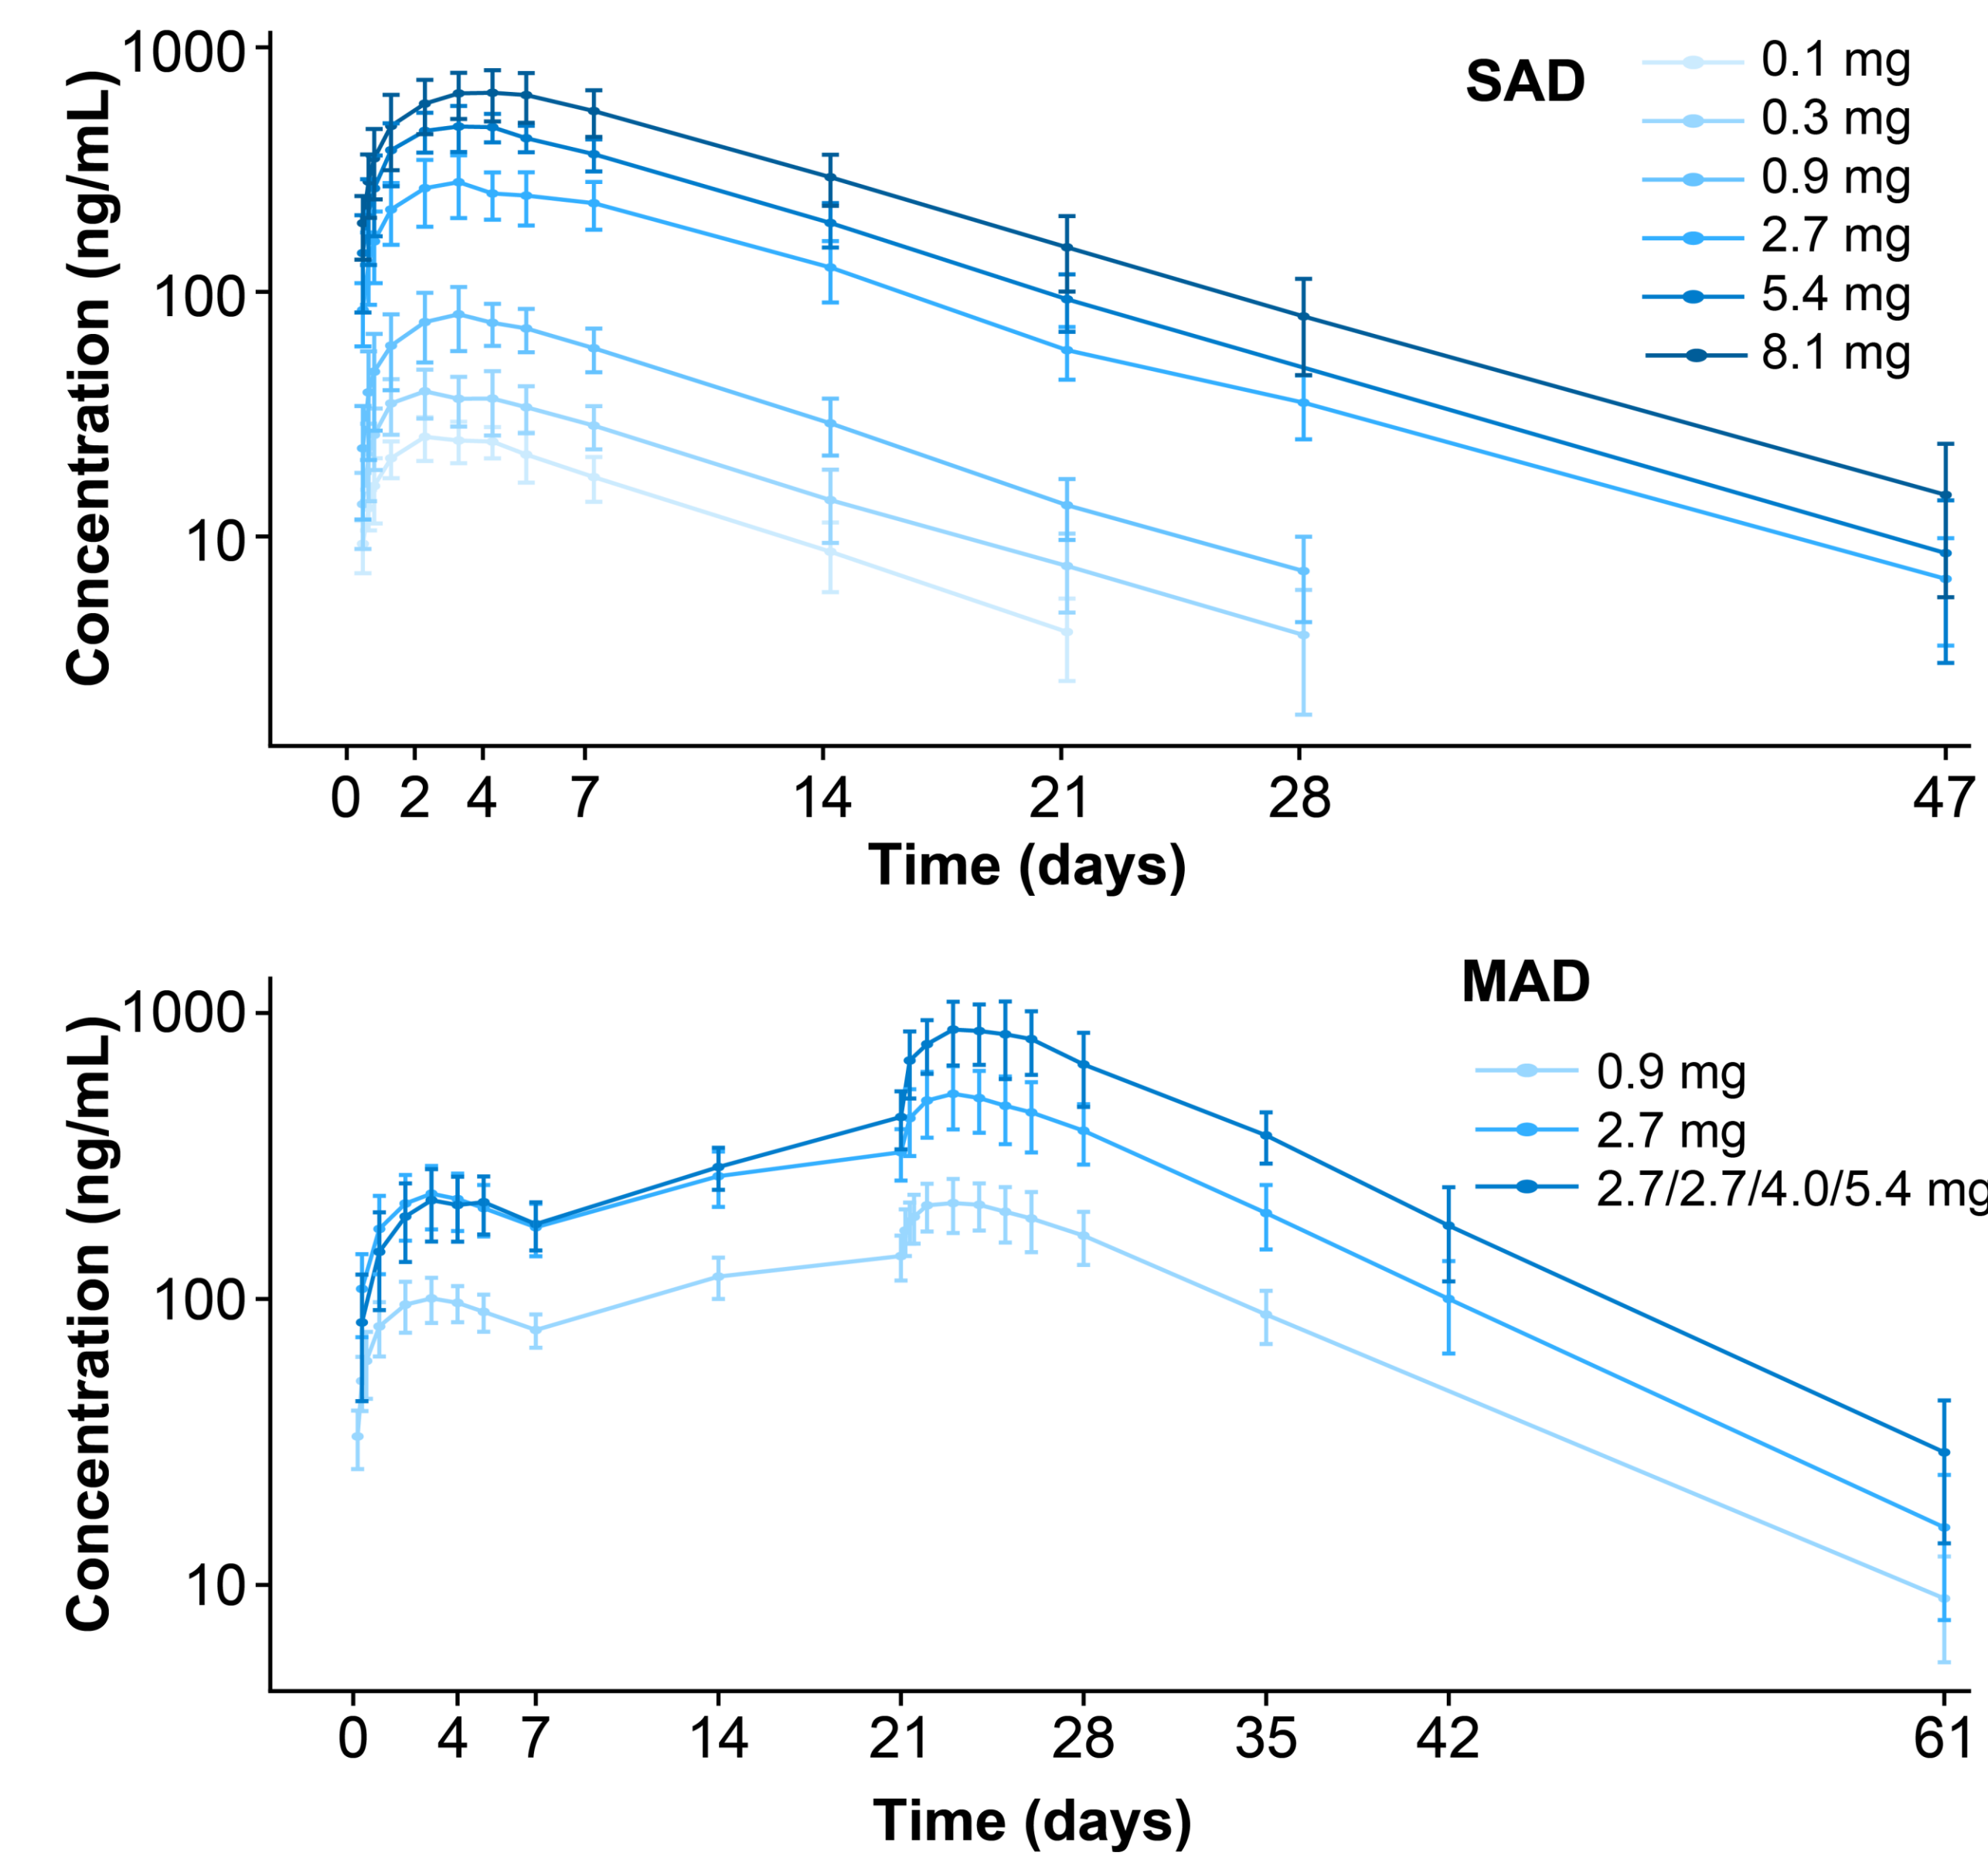 SAD
0.1 mg
0.3 mg
0.9 mg
2.7 mg
5.4 mg
8.1 mg
Concentration (ng/mL)
1000
100
10
0 2 4 7 14 21 28 47
Time (days)
MAD
0.9 mg
2.7 mg
2.7/2.7/4.0/5.4 mg
Concentration (ng/mL)
1000
100
10
0 4 7 14 21 28 35 42 61
Time (days)